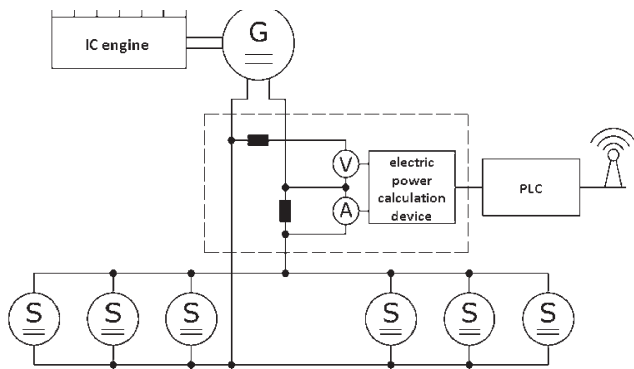 G
IC engine
V
electric
power
calculation
device
A
PLC
S
S
S
S
S
S